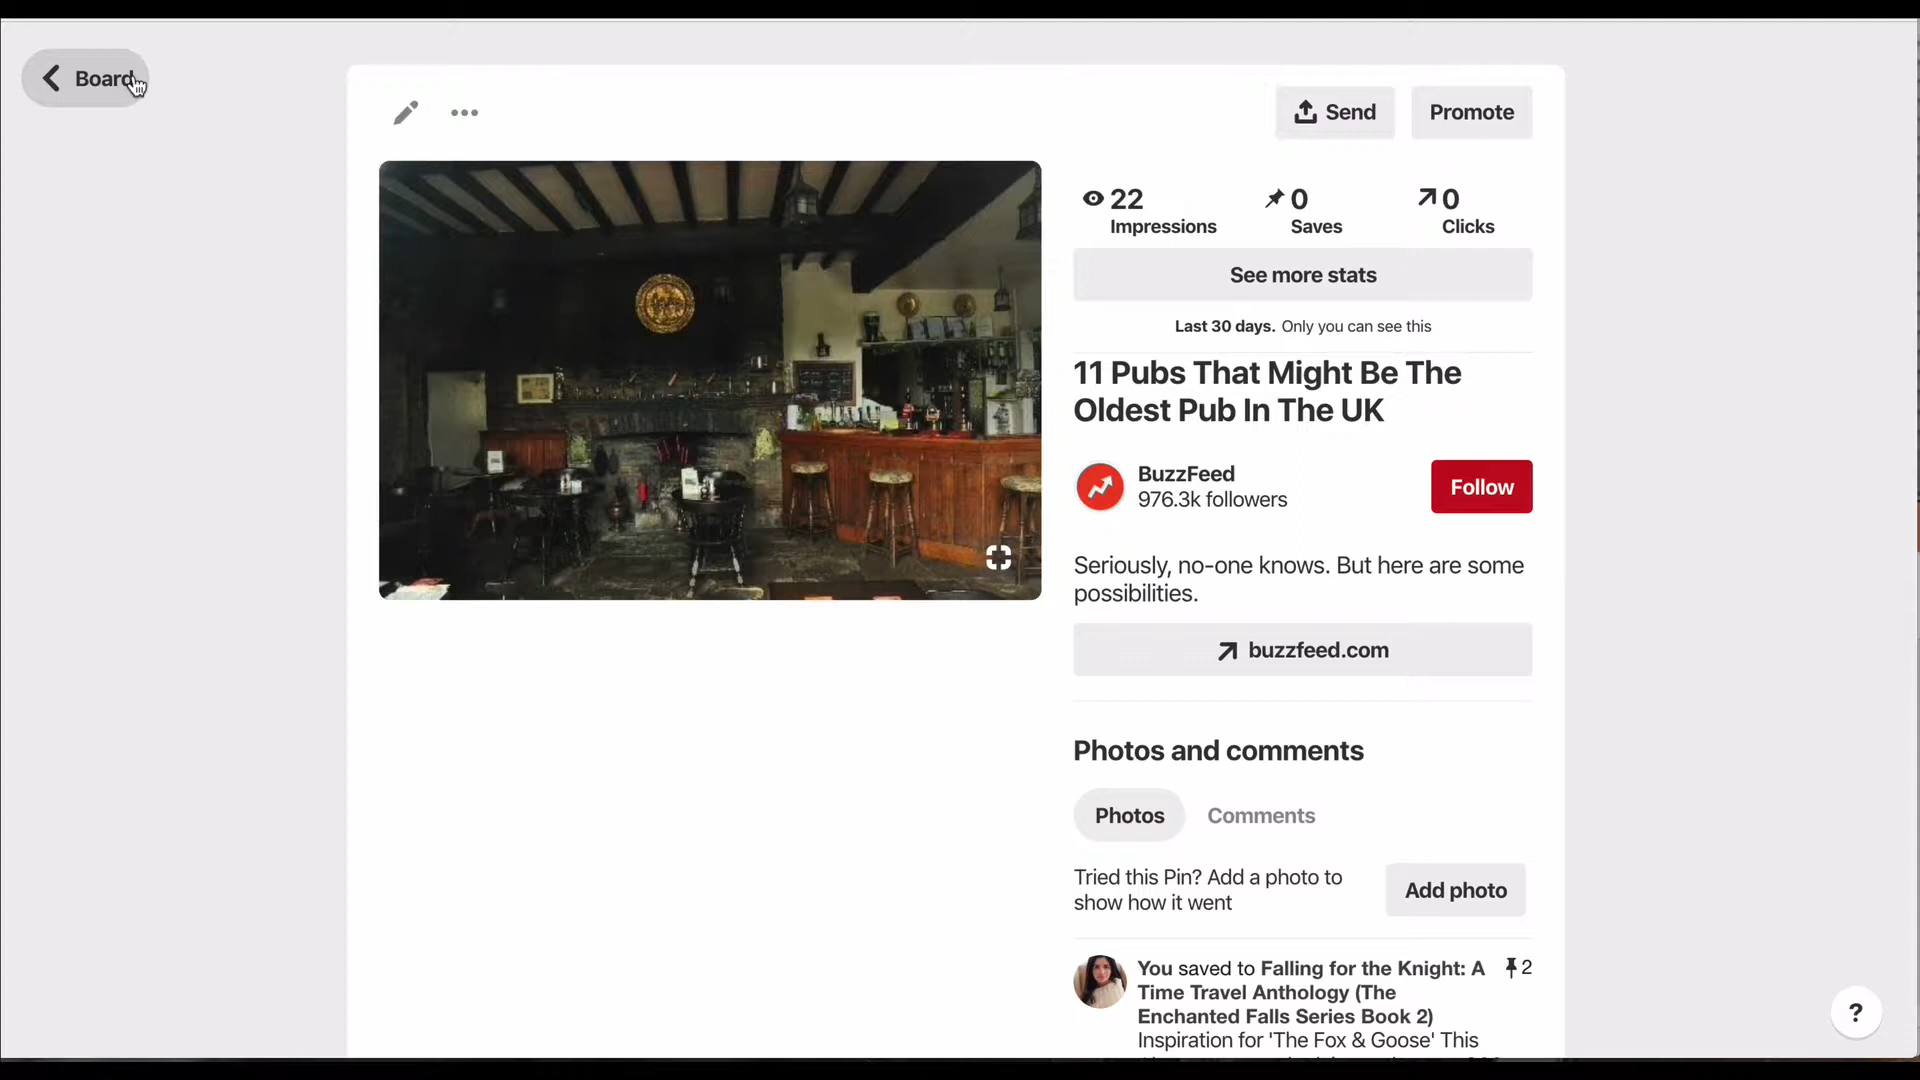 Board
Send
Promote
22
Impressions
0
Saves
0
Clicks
See more stats
Last 30 days. Only you can see this
11 Pubs That Might Be The
Oldest Pub In The UK
BuzzFeed
976.3k followers
Follow
Seriously, no-one knows. But here are some
possibilities.
buzzfeed.com
Photos and comments
Photos
Comments
Tried this Pin? Add a photo to
show how it went
Add photo
You saved to Falling for the Knight: A
2
Time Travel Anthology (The
Enchanted Falls Series Book 2)
Inspiration for 'The Fox & Goose' This
?